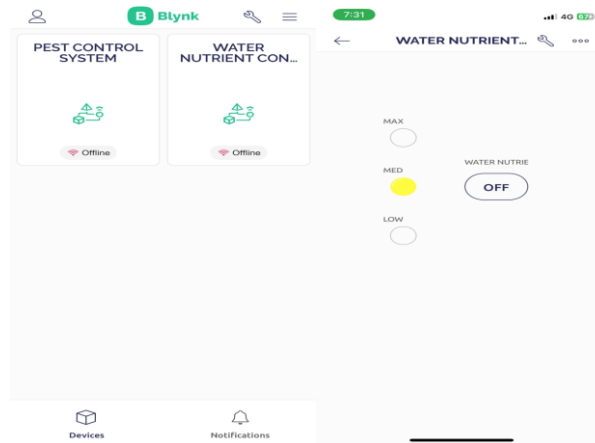 B Blynk
PEST CONTROL
SYSTEM
Offline
WATER
NUTRIENT CON...
Offline
Devices
Notifications
7:31
4G 67
WATER NUTRIENT...
MAX
MED
LOW
WATER NUTRIE
OFF